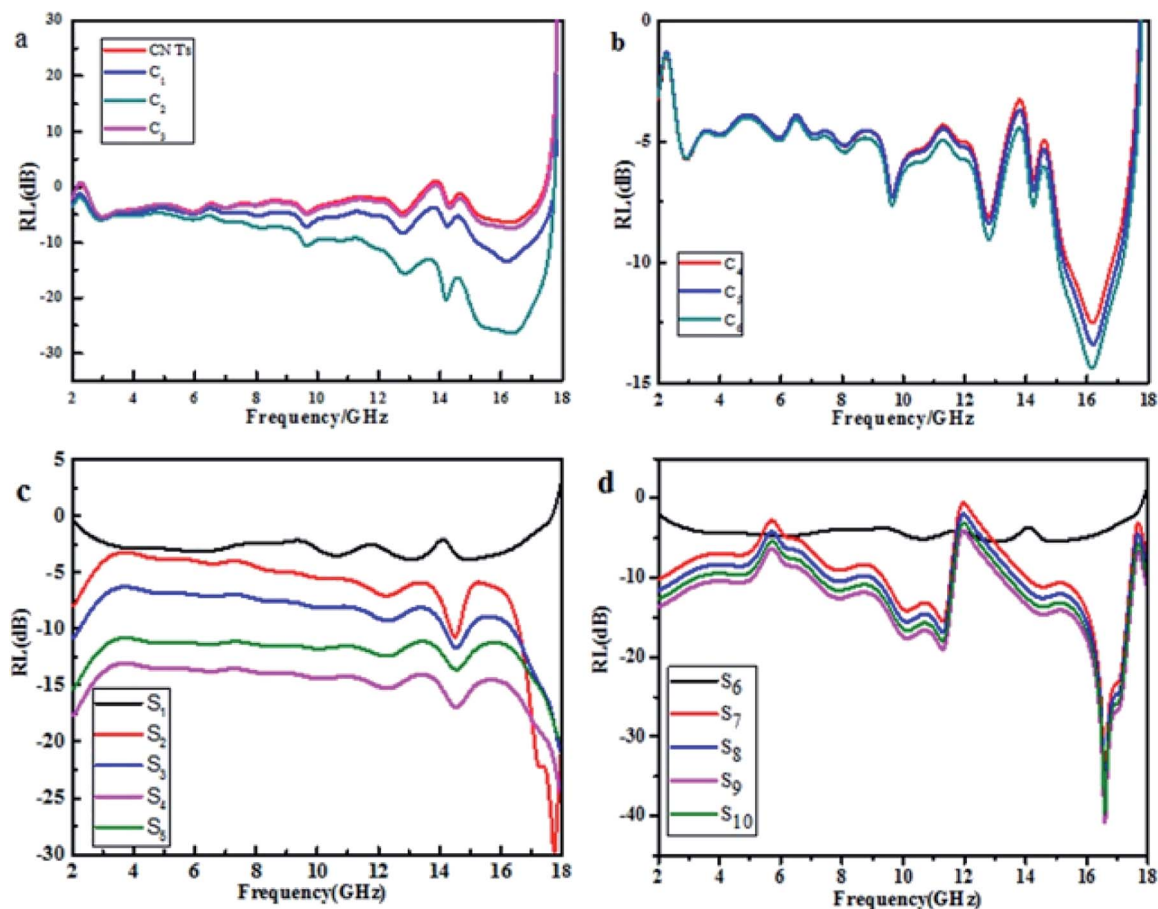 a
30
20
10
0
-10
-20
-30
RL(dB)
CN Ts
C1
C2
C3
2 4 6 8 10 12 14 16 18
Frequency/GHz
b
0
-5
-10
-15
RL(dB)
C4
C5
C6
2 4 6 8 10 12 14 16 18
Frequency/GHz
c
5
0
-5
-10
-15
-20
-25
-30
RL(dB)
S1
S2
S3
S4
S5
2 4 6 8 10 12 14 16 18
Frequency(GHz)
d
0
-10
-20
-30
-40
RL(dB)
S6
S7
S8
S9
S10
2 4 6 8 10 12 14 16 18
Frequency(GHz)